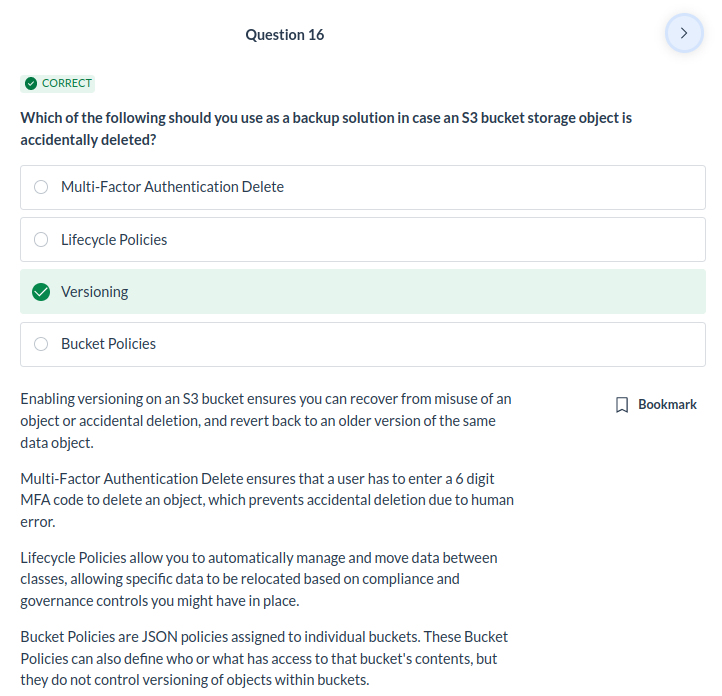 Question 16
CORRECT
Which of the following should you use as a backup solution in case an S3 bucket storage object is
accidentally deleted?
Multi-Factor Authentication Delete
Lifecycle Policies
Versioning
Bucket Policies
Enabling versioning on an S3 bucket ensures you can recover from misuse of an
object or accidental deletion, and revert back to an older version of the same
data object.
Bookmark
Multi-Factor Authentication Delete ensures that a user has to enter a 6 digit
MFA code to delete an object, which prevents accidental deletion due to human
error.
Lifecycle Policies allow you to automatically manage and move data between
classes, allowing specific data to be relocated based on compliance and
governance controls you might have in place.
Bucket Policies are JSON policies assigned to individual buckets. These Bucket
Policies can also define who or what has access to that bucket's contents, but
they do not control versioning of objects within buckets.